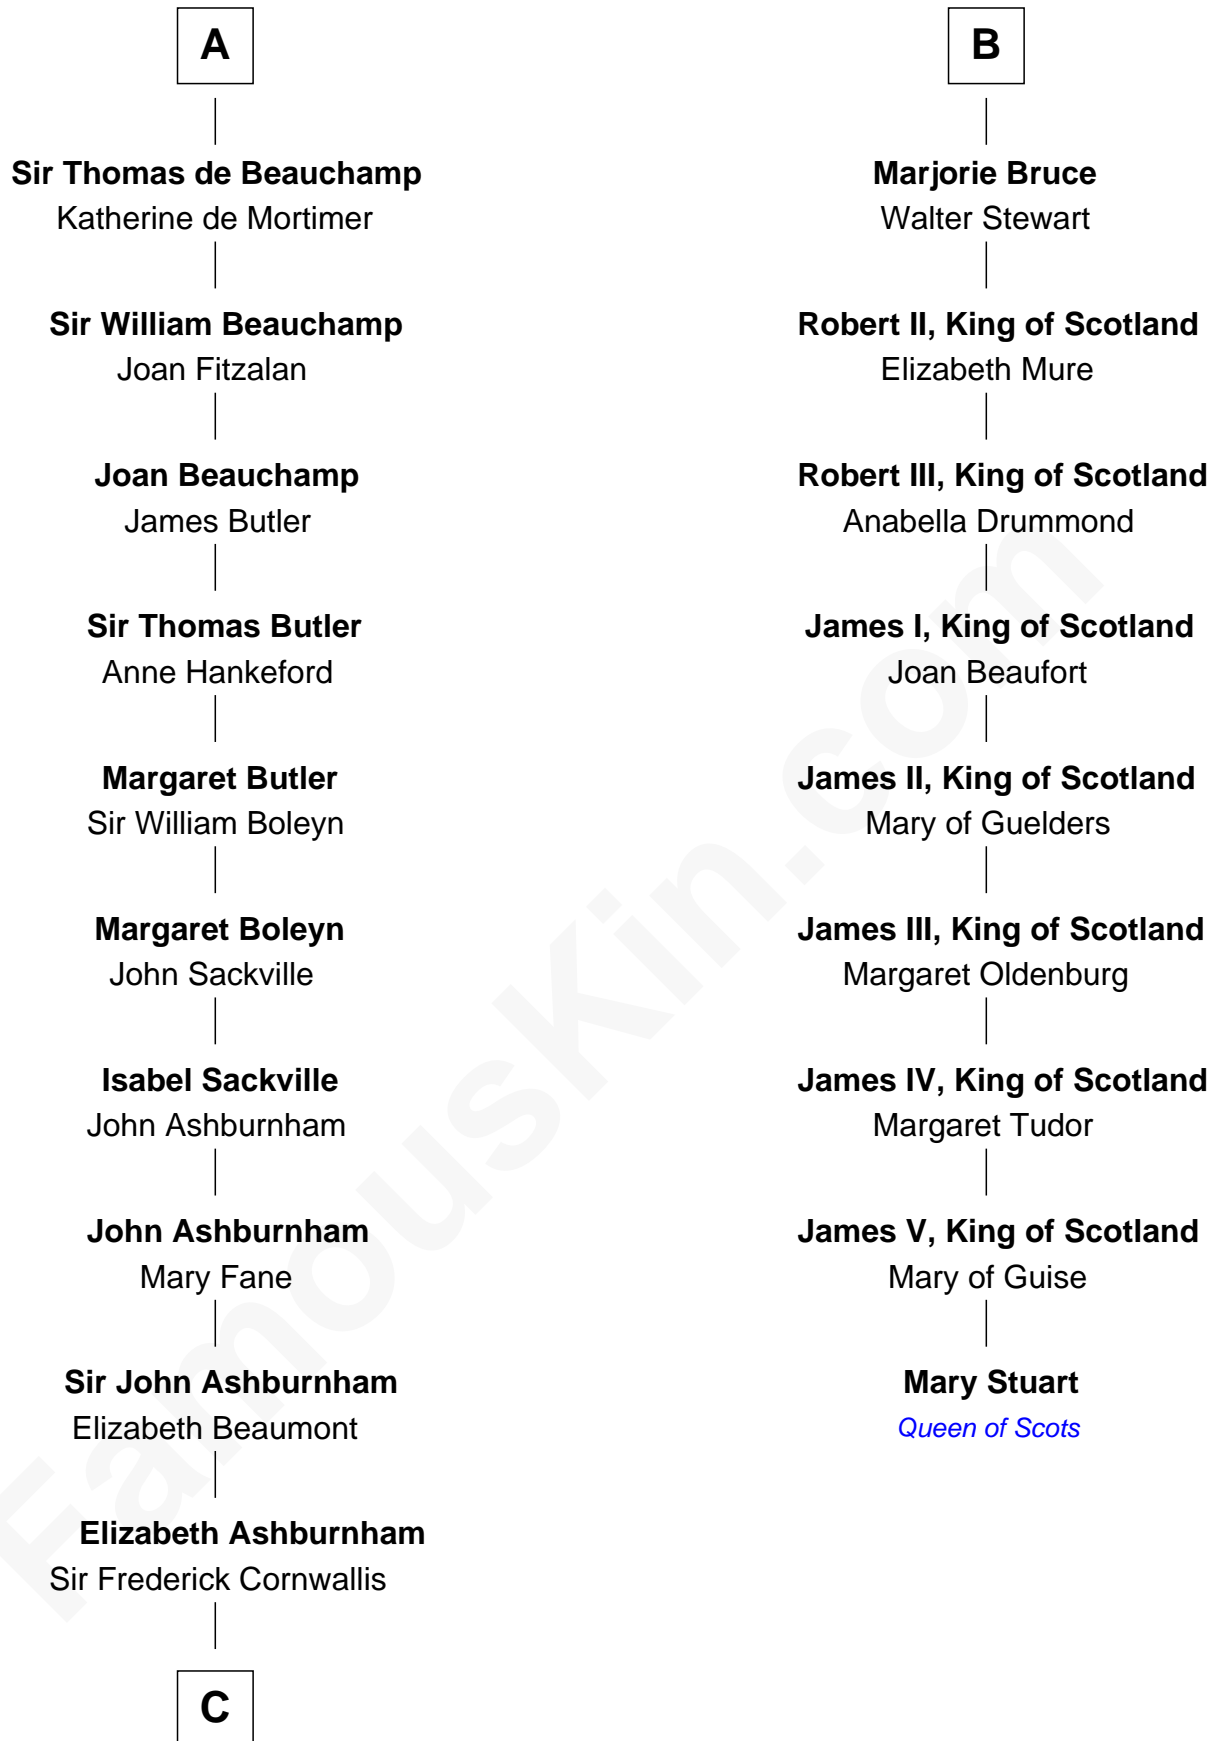 A
Sir Thomas de Beauchamp
Katherine de Mortimer
Sir William Beauchamp
Joan Fitzalan
Joan Beauchamp
James Butler
Sir Thomas Butler
Anne Hankeford
Margaret Butler
Sir William Boleyn
Margaret Boleyn
John Sackville
Isabel Sackville
John Ashburnham
John Ashburnham
Mary Fane
Sir John Ashburnham
Elizabeth Beaumont
Elizabeth Ashburnham
Sir Frederick Cornwallis
C
B
Marjorie Bruce
Walter Stewart
Robert II, King of Scotland
Elizabeth Mure
Robert III, King of Scotland
Anabella Drummond
James I, King of Scotland
Joan Beaufort
James II, King of Scotland
Mary of Guelders
James III, King of Scotland
Margaret Oldenburg
James IV, King of Scotland
Margaret Tudor
James V, King of Scotland
Mary of Guise
Mary Stuart
Queen of Scots
FamousKin.com